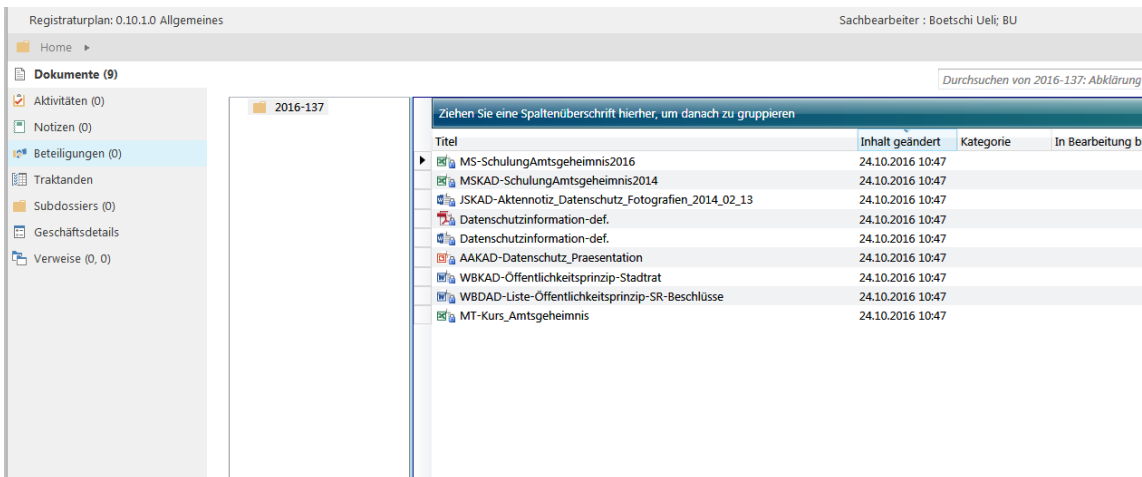 Registraturplan: 0.10.1.0 Allgemeines Sachbearbeiter : Boetschi Ueli; BU
Home
Dokumente (9)
Durchsuchen von 2016-137: Abklärung
Aktivitäten (0)
Notizen (0)
Beteiligungen (0)
Traktanden
Subdossiers (0)
Geschäftsdetails
Verweise (0, 0)
2016-137
Ziehen Sie eine Spaltenüberschrift hierher, um danach zu gruppieren
Titel Inhalt geändert Kategorie In Bearbeitung b
MS-SchulungAmtsgeheimnis2016 24.10.2016 10:47
MSKAD-SchulungAmtsgeheimnis2014 24.10.2016 10:47
JSKAD-Aktennotiz_Datenschutz_Fotografien_2014_02_13 24.10.2016 10:47
Datenschutzinformation-def. 24.10.2016 10:47
Datenschutzinformation-def. 24.10.2016 10:47
AAKAD-Datenschutz_Praesentation 24.10.2016 10:47
WBKAD-Öffentlichkeitsprinzip-Stadtrat 24.10.2016 10:47
WBDAD-Liste-Öffentlichkeitsprinzip-SR-Beschlüsse 24.10.2016 10:47
MT-Kurs_Amtsgeheimnis 24.10.2016 10:47